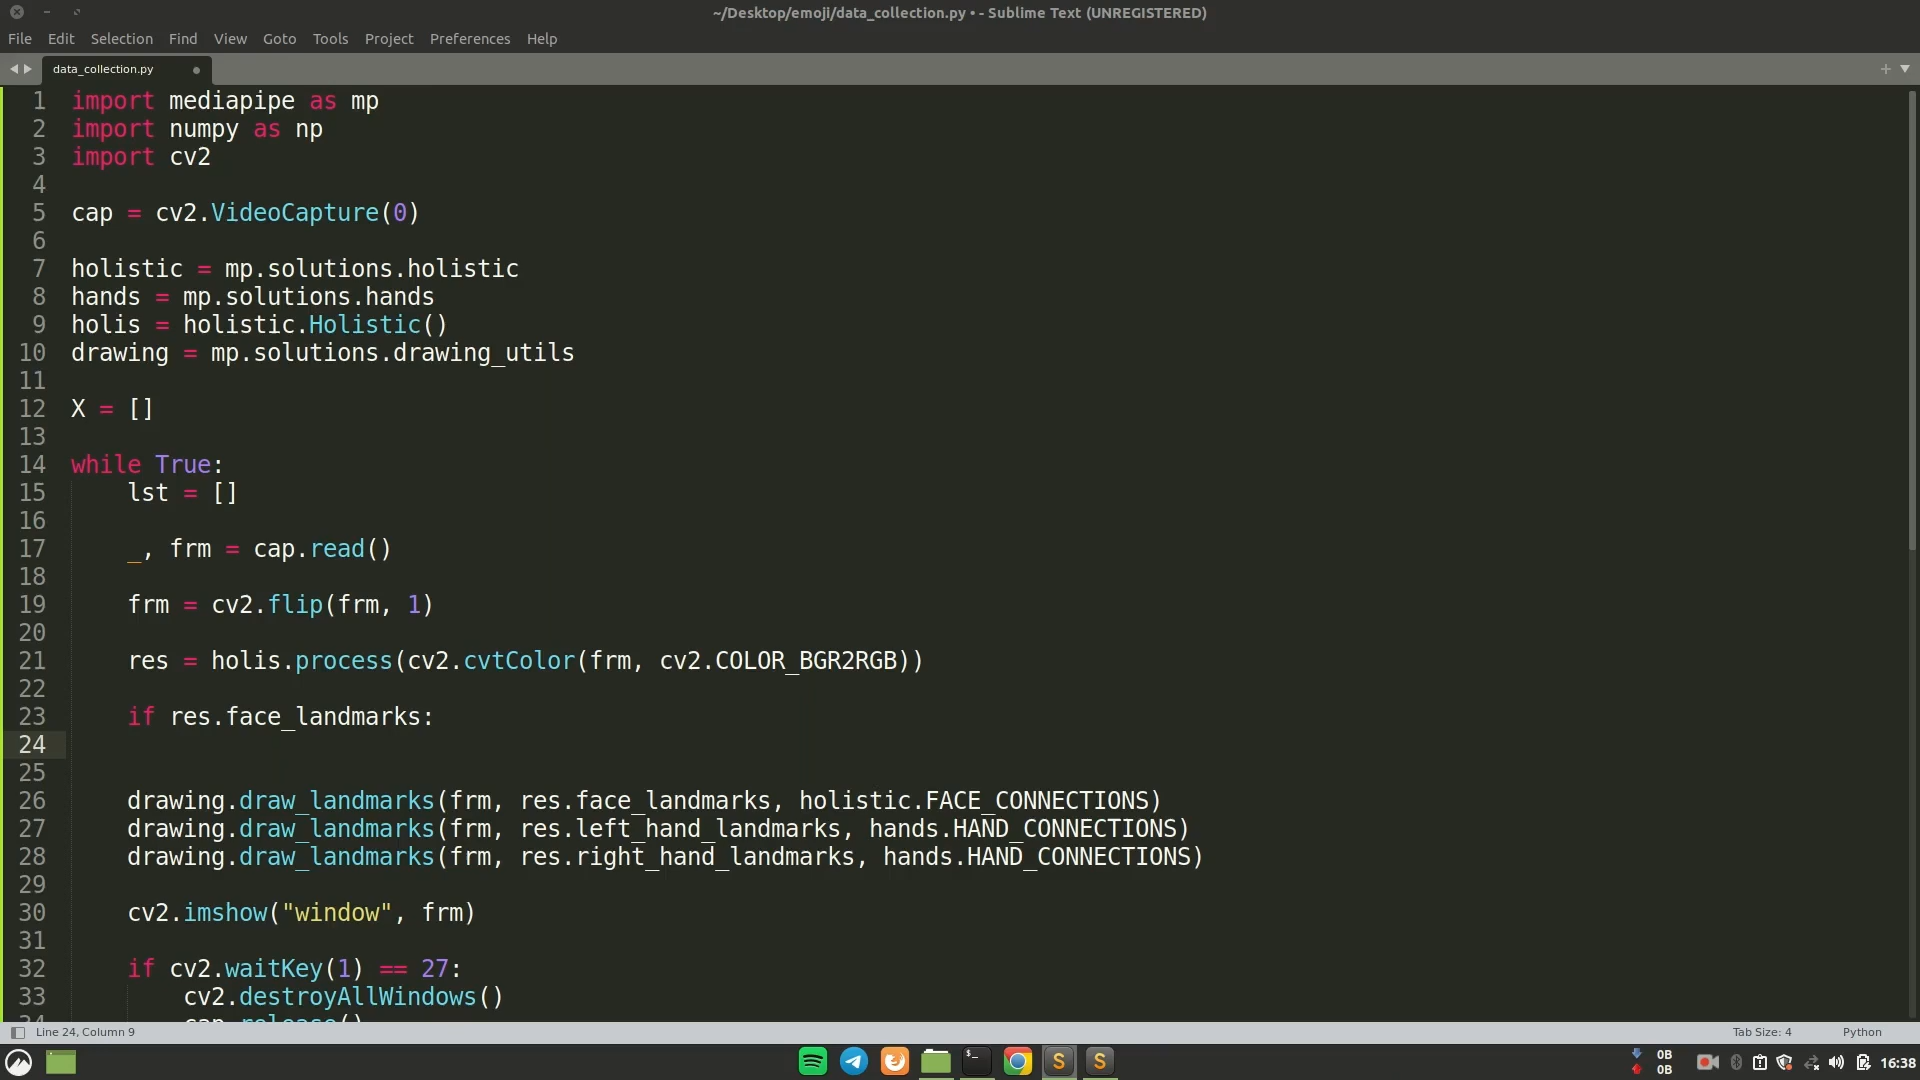 ~/Desktop/emoji/data_collection.py • - Sublime Text (UNREGISTERED)
File Edit Selection Find View Goto Tools Project Preferences Help
data_collection.py
1 import mediapipe as mp
2 import numpy as np
3 import cv2
4
5 cap = cv2.VideoCapture(0)
6
7 holistic = mp.solutions.holistic
8 hands = mp.solutions.hands
9 holis = holistic.Holistic()
10 drawing = mp.solutions.drawing_utils
11
12 X = []
13
14 while True:
15     lst = []
16
17     _, frm = cap.read()
18
19     frm = cv2.flip(frm, 1)
20
21     res = holis.process(cv2.cvtColor(frm, cv2.COLOR_BGR2RGB))
22
23     if res.face_landmarks:
24
25
26     drawing.draw_landmarks(frm, res.face_landmarks, holistic.FACE_CONNECTIONS)
27     drawing.draw_landmarks(frm, res.left_hand_landmarks, hands.HAND_CONNECTIONS)
28     drawing.draw_landmarks(frm, res.right_hand_landmarks, hands.HAND_CONNECTIONS)
29
30     cv2.imshow("window", frm)
31
32     if cv2.waitKey(1) == 27:
33         cv2.destroyAllWindows()
34         cap.release()
Line 24, Column 9 Tab Size: 4 Python
0B
0B
16:38